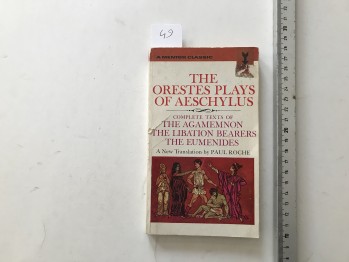 49
A MENTOR CLASSIC
THE
ORESTES PLAYS
OF AESCHYLUS
COMPLETE TEXTS OF
THE AGAMEMNON
THE LIBATION BEARERS
THE EUMENIDES
A New Translation by PAUL ROCHE